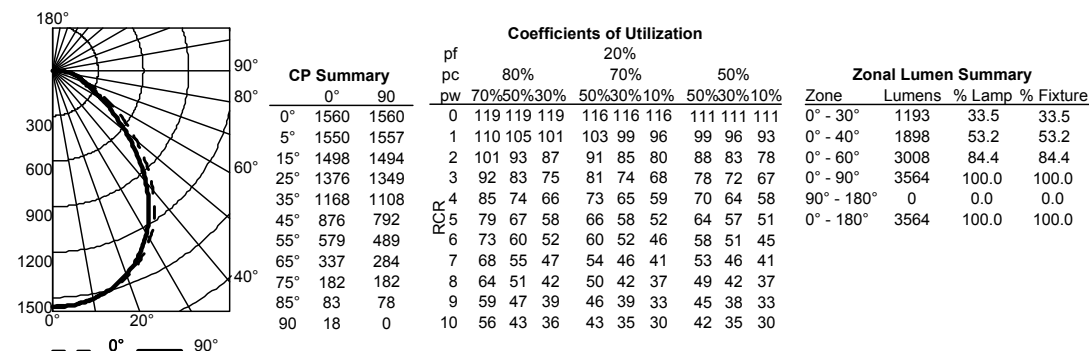 180°
90°
80°
60°
40°
300
600
900
1200
1500
0° 20°
0° 90°
CP Summary
0° 90
0° 1560 1560
5° 1550 1557
15° 1498 1494
25° 1376 1349
35° 1168 1108
45° 876 792
55° 579 489
65° 337 284
75° 182 182
85° 83 78
90 18 0
Coefficients of Utilization
pf 20%
pc 80% 70% 50%
pw 70%50%30% 50%30%10% 50%30%10%
RCR
0 119 119 119 116 116 116 111 111 111
1 110 105 101 103 99 96 99 96 93
2 101 93 87 91 85 80 88 83 78
3 92 83 75 81 74 68 78 72 67
4 85 74 66 73 65 59 70 64 58
5 79 67 58 66 58 52 64 57 51
6 73 60 52 60 52 46 58 51 45
7 68 55 47 54 46 41 53 46 41
8 64 51 42 50 42 37 49 42 37
9 59 47 39 46 39 33 45 38 33
10 56 43 36 43 35 30 42 35 30
Zonal Lumen Summary
Zone Lumens % Lamp % Fixture
0° - 30° 1193 33.5 33.5
0° - 40° 1898 53.2 53.2
0° - 60° 3008 84.4 84.4
0° - 90° 3564 100.0 100.0
90° - 180° 0 0.0 0.0
0° - 180° 3564 100.0 100.0